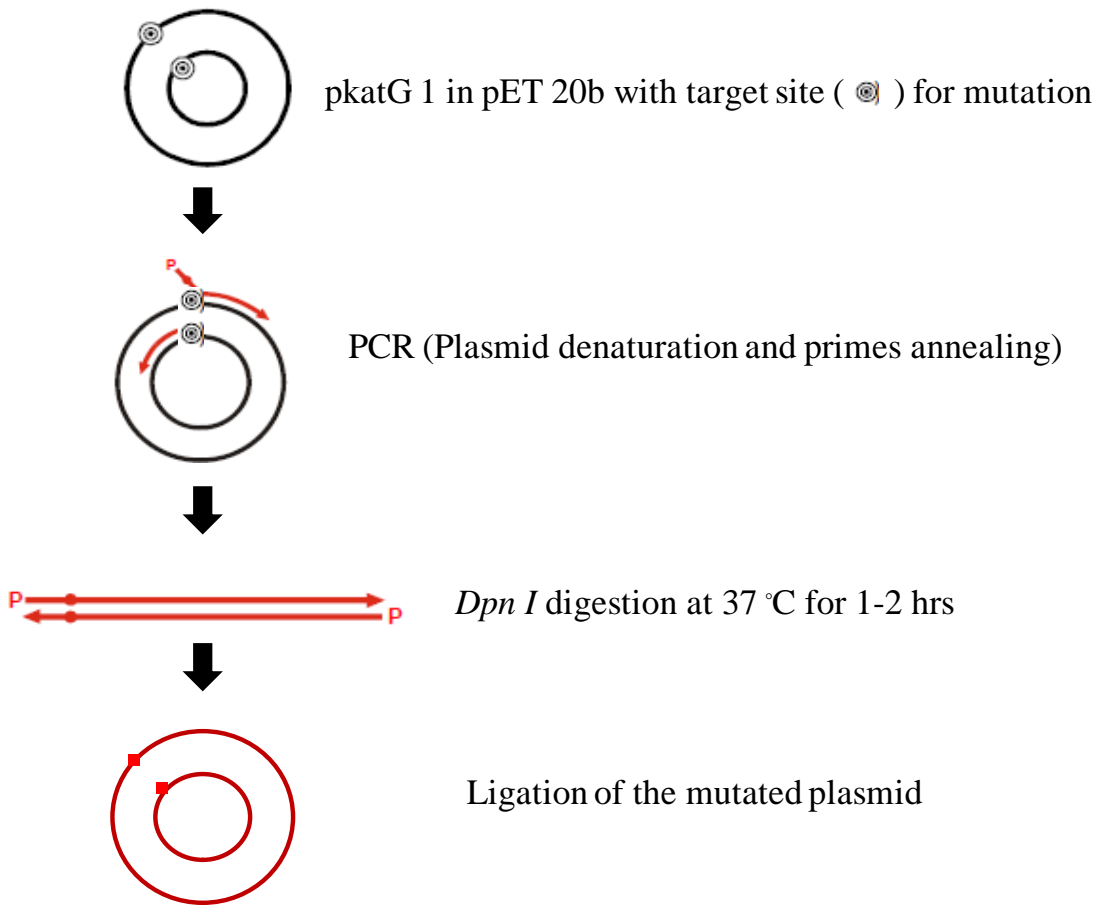 pkatG 1 in pET 20b with target site ( ) for mutation
P
PCR (Plasmid denaturation and primes annealing)
P
P
Dpn I digestion at 37 °C for 1-2 hrs
Ligation of the mutated plasmid